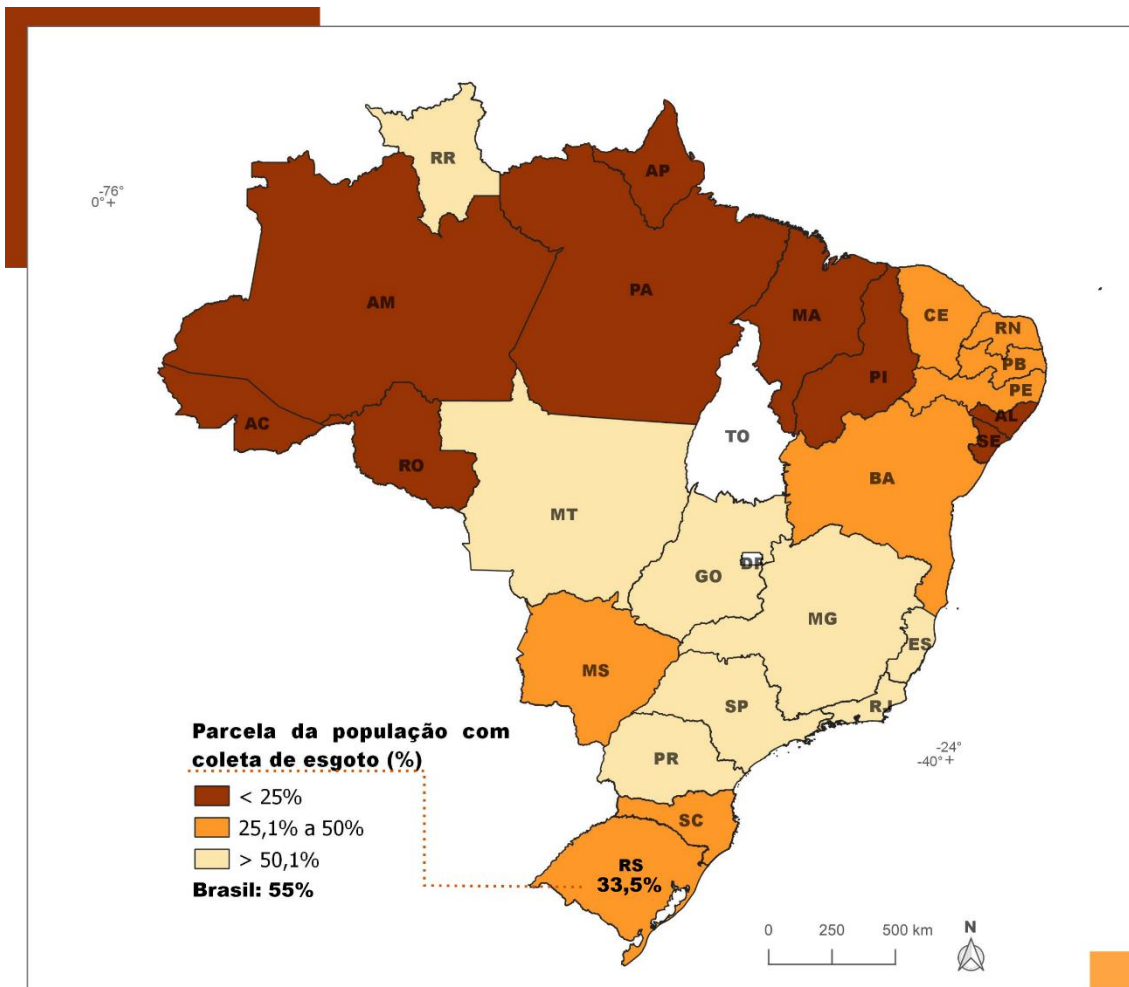 RR
AP
-76°
0°+
AM
PA
MA
CE
RN
PB
PE
PI
AL
SE
AC
RO
TO
BA
MT
DF
GO
MG
ES
MS
SP
RJ
Parcela da população com
coleta de esgoto (%)
< 25%
25,1% a 50%
> 50,1%
Brasil: 55%
PR
-24°
-40°+
SC
RS
33,5%
0 250 500 km
N